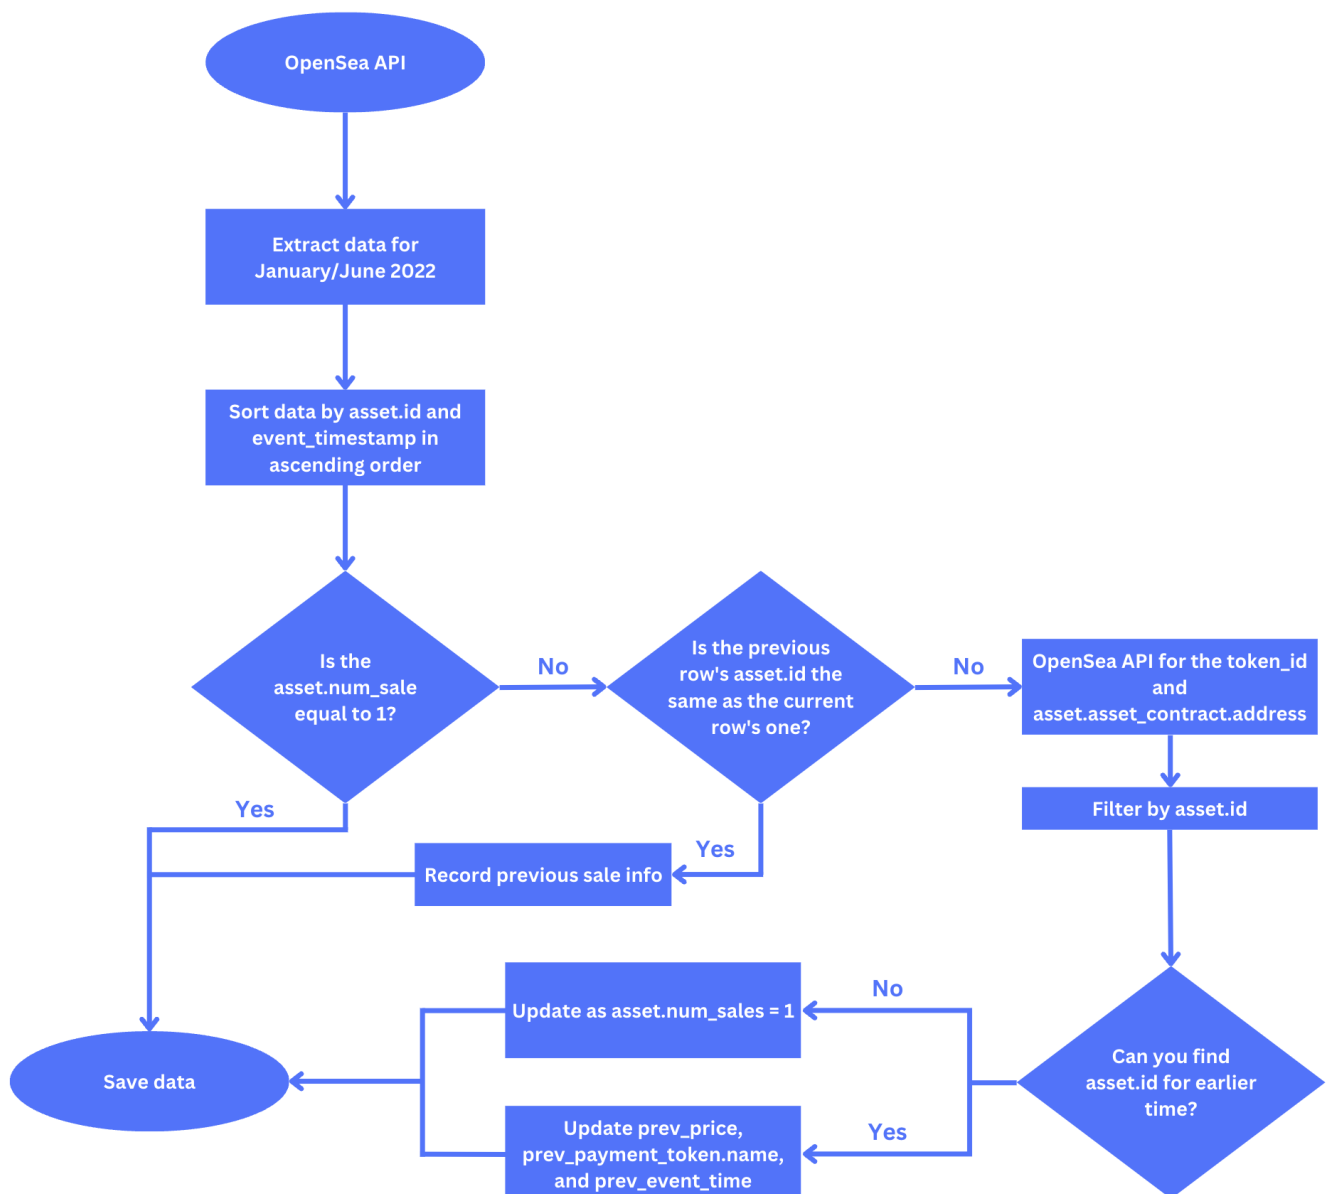 OpenSea API
Extract data for
January/June 2022
Sort data by asset.id and
event_timestamp in
ascending order
Is the
asset.num_sale
equal to 1?
No
Is the previous
row's asset.id the
same as the current
row's one?
No
OpenSea API for the token_id
and
asset.asset_contract.address
Yes
Yes
Filter by asset.id
Record previous sale info
No
Update as asset.num_sales = 1
Can you find
asset.id for earlier
time?
Save data
Yes
Update prev_price,
prev_payment_token.name,
and prev_event_time